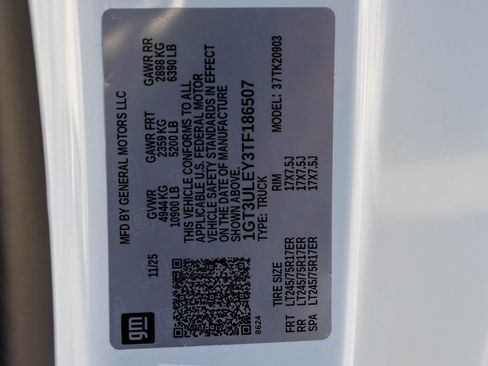 MFD BY GENERAL MOTORS LLC
11/25
GVWR
4944 KG
10900 LB
GAWR FRT
2359 KG
5200 LB
GAWR RR
2898 KG
6390 LB
THIS VEHICLE CONFORMS TO ALL
APPLICABLE U.S. FEDERAL MOTOR
VEHICLE SAFETY STANDARDS IN EFFECT
ON THE DATE OF MANUFACTURE
SHOWN ABOVE.
1GT3ULEY3TF186507
TYPE: TRUCK
MODEL: 37TK20903
TIRE SIZE
RIM
FRT LT245/75R17ER 17X7.5J
RR LT245/75R17ER 17X7.5J
SPA LT245/75R17ER 17X7.5J
8624
gm